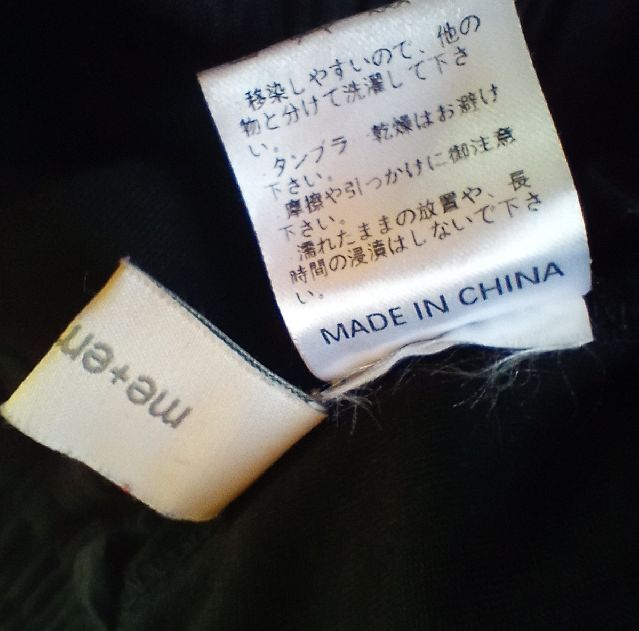 移染しやすいので、他の
物と分けて洗濯して下さ
い。
タンブラ 乾燥はお避け
下さい。
摩擦や引っかけに御注意
下さい。
濡れたままの放置や、長
時間の浸漬はしないで下さ
い。
MADE IN CHINA
me+em